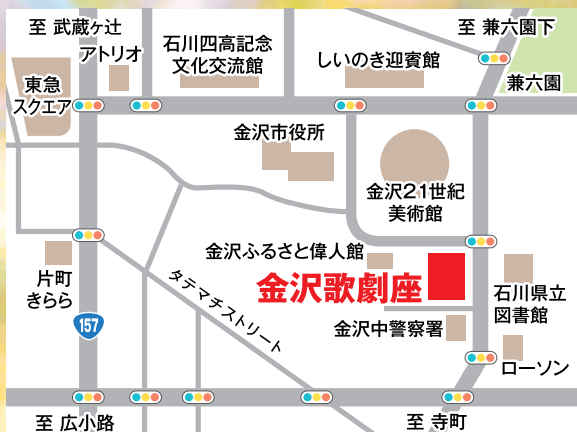 至 武蔵ヶ辻
アトリオ
石川四高記念
文化交流館
しいのき迎賓館
至 兼六園下
兼六園
東急
スクエア
金沢市役所
金沢21世紀
美術館
金沢ふるさと偉人館
金沢歌劇座
片町
きらら
タテマチストリート
石川県立
図書館
157
金沢中警察署
ローソン
至 広小路
至 寺町